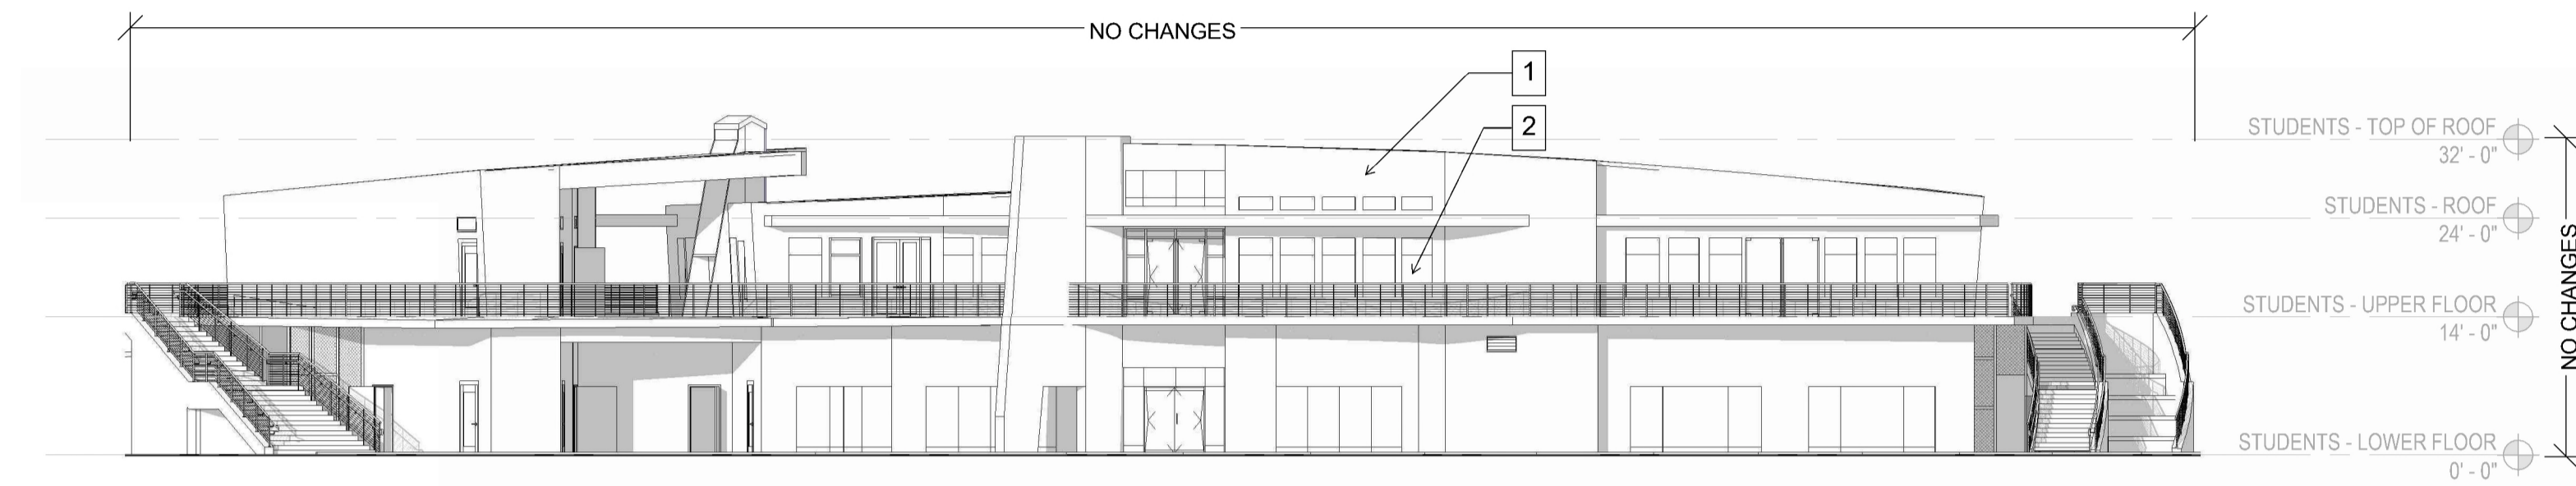 NO CHANGES
1
2
STUDENTS - TOP OF ROOF
32' - 0"
STUDENTS - ROOF
24' - 0"
STUDENTS - UPPER FLOOR
14' - 0"
STUDENTS - LOWER FLOOR
0' - 0"
NO CHANGES